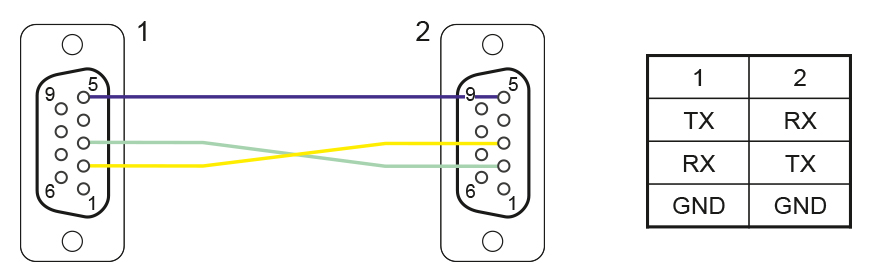 1
2
9 5
6 1
9 5
6 1
1 2
TX RX
RX TX
GND GND